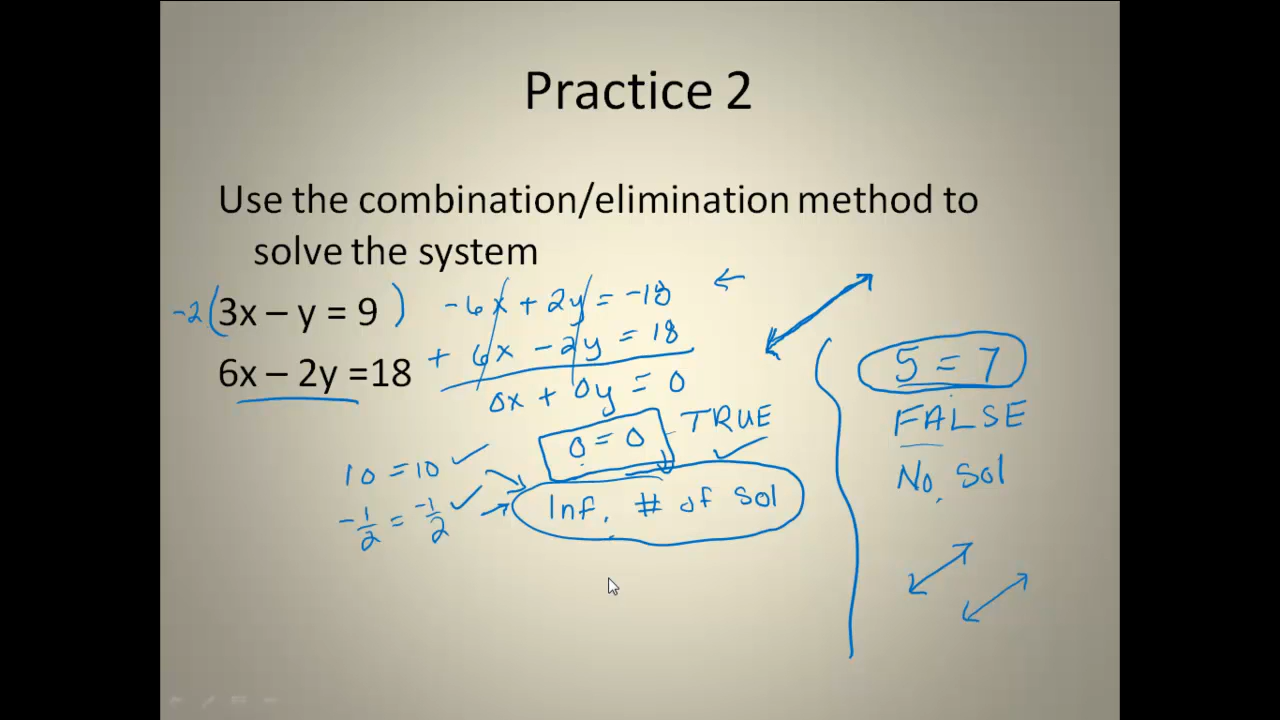 Practice 2
Use the combination/elimination method to
solve the system
-2(3x – y = 9)
6x – 2y =18
-6x + 2y = -18
+ 6x - 2y = 18
0x + 0y = 0
0 = 0 TRUE
10 = 10
-1/2 = -1/2
Inf. # of Sol
5 = 7
FALSE
No Sol